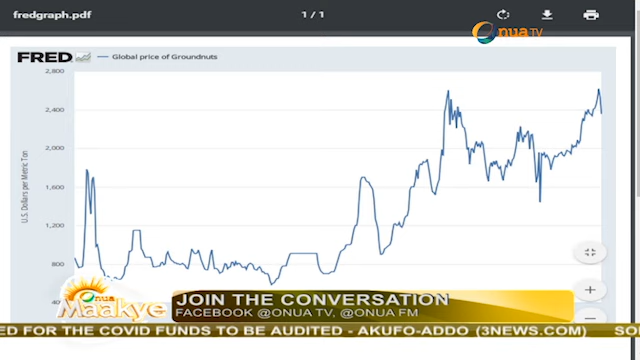 fredgraph.pdf
1 / 1
Onua TV
FRED
Global price of Groundnuts
2,800
2,400
2,000
1,600
1,200
800
U.S. Dollars per Metric Ton
Onua
Maakye
JOIN THE CONVERSATION
FACEBOOK @ONUA TV, @ONUA FM
ED FOR THE COVID FUNDS TO BE AUDITED - AKUFO-ADDO (3NEWS.COM)